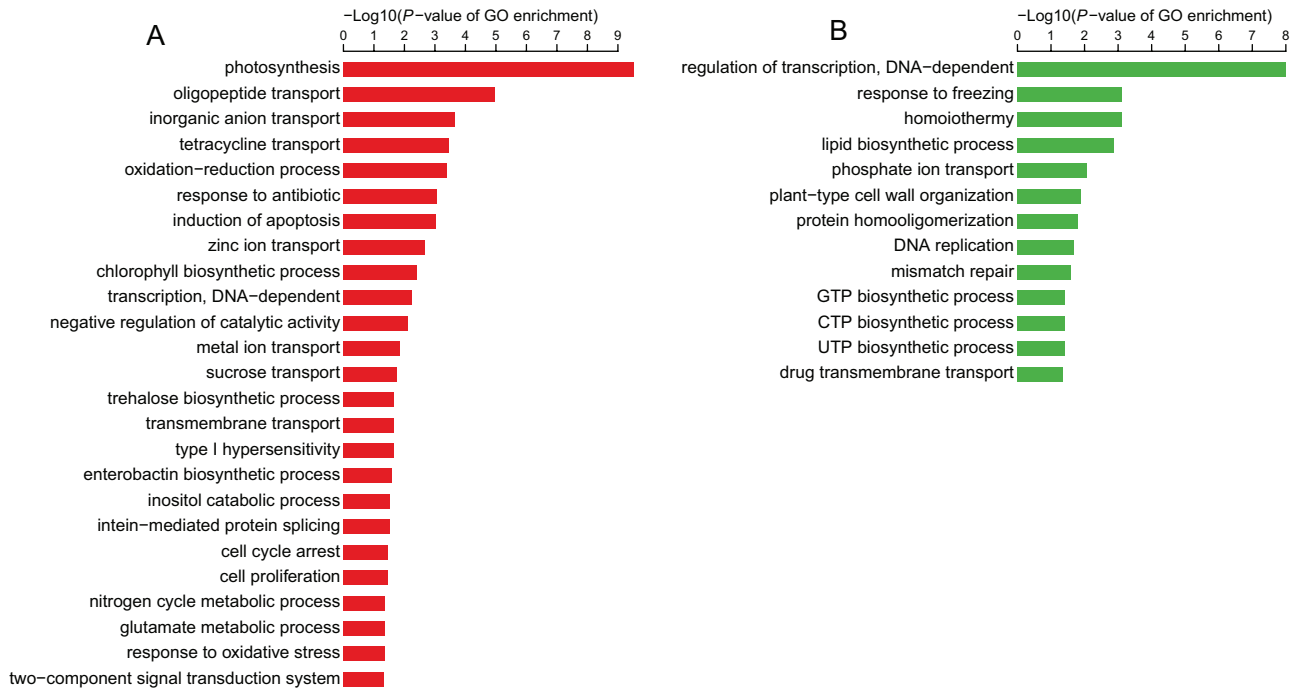 A
−Log10(P−value of GO enrichment)
0 1 2 3 4 5 6 7 8 9
photosynthesis
oligopeptide transport
inorganic anion transport
tetracycline transport
oxidation−reduction process
response to antibiotic
induction of apoptosis
zinc ion transport
chlorophyll biosynthetic process
transcription, DNA−dependent
negative regulation of catalytic activity
metal ion transport
sucrose transport
trehalose biosynthetic process
transmembrane transport
type I hypersensitivity
enterobactin biosynthetic process
inositol catabolic process
intein−mediated protein splicing
cell cycle arrest
cell proliferation
nitrogen cycle metabolic process
glutamate metabolic process
response to oxidative stress
two−component signal transduction system
B
−Log10(P−value of GO enrichment)
0 1 2 3 4 5 6 7 8
regulation of transcription, DNA−dependent
response to freezing
homoiothermy
lipid biosynthetic process
phosphate ion transport
plant−type cell wall organization
protein homooligomerization
DNA replication
mismatch repair
GTP biosynthetic process
CTP biosynthetic process
UTP biosynthetic process
drug transmembrane transport